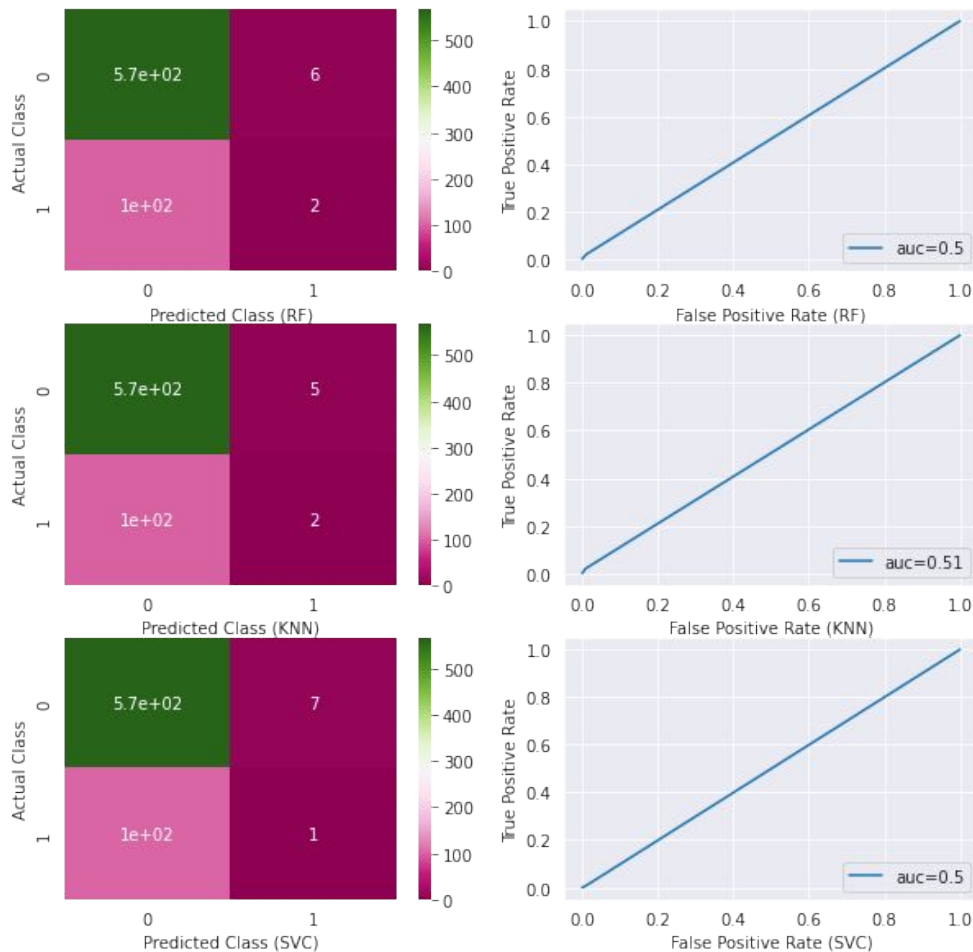 Actual Class
0
1
5.7e+02
6
1e+02
2
0
1
Predicted Class (RF)
500
400
300
200
100
0
True Positive Rate
1.0
0.8
0.6
0.4
0.2
0.0
auc=0.5
0.0 0.2 0.4 0.6 0.8 1.0
False Positive Rate (RF)
Actual Class
0
1
5.7e+02
5
1e+02
2
0
1
Predicted Class (KNN)
500
400
300
200
100
0
True Positive Rate
1.0
0.8
0.6
0.4
0.2
0.0
auc=0.51
0.0 0.2 0.4 0.6 0.8 1.0
False Positive Rate (KNN)
Actual Class
0
1
5.7e+02
7
1e+02
1
0
1
Predicted Class (SVC)
500
400
300
200
100
0
True Positive Rate
1.0
0.8
0.6
0.4
0.2
0.0
auc=0.5
0.0 0.2 0.4 0.6 0.8 1.0
False Positive Rate (SVC)